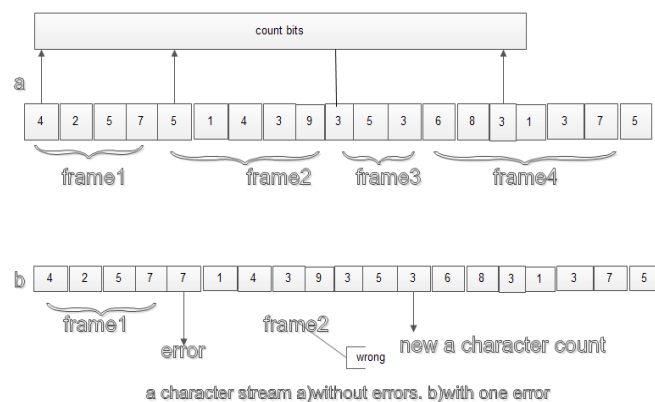 count bits
a
4 2 5 7 5 1 4 3 9 3 5 3 6 8 3 1 3 7 5
frame1 frame2 frame3 frame4
b
4 2 5 7 7 1 4 3 9 3 5 3 6 8 3 1 3 7 5
frame1 frame2
error wrong new a character count
a character stream a)without errors. b)with one error